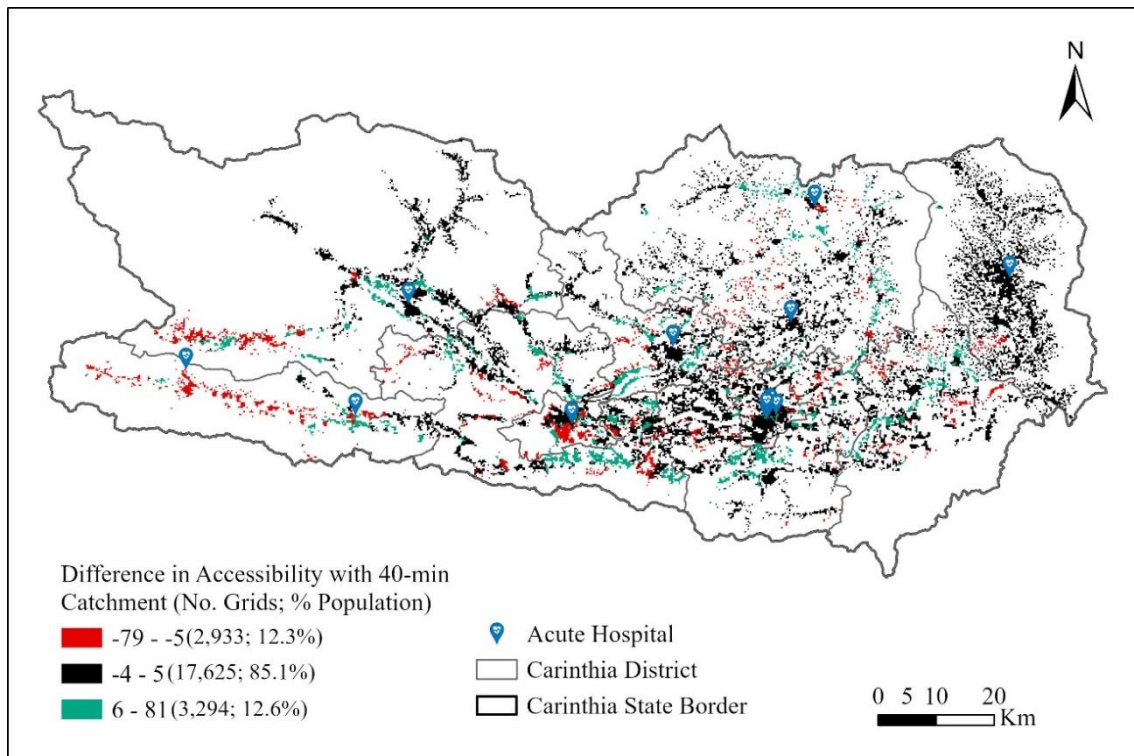 N
Difference in Accessibility with 40-min
Catchment (No. Grids; % Population)
-79 - -5 (2,933; 12.3%)
-4 - 5 (17,625; 85.1%)
6 - 81 (3,294; 12.6%)
Acute Hospital
Carinthia District
Carinthia State Border
0 5 10 20
Km